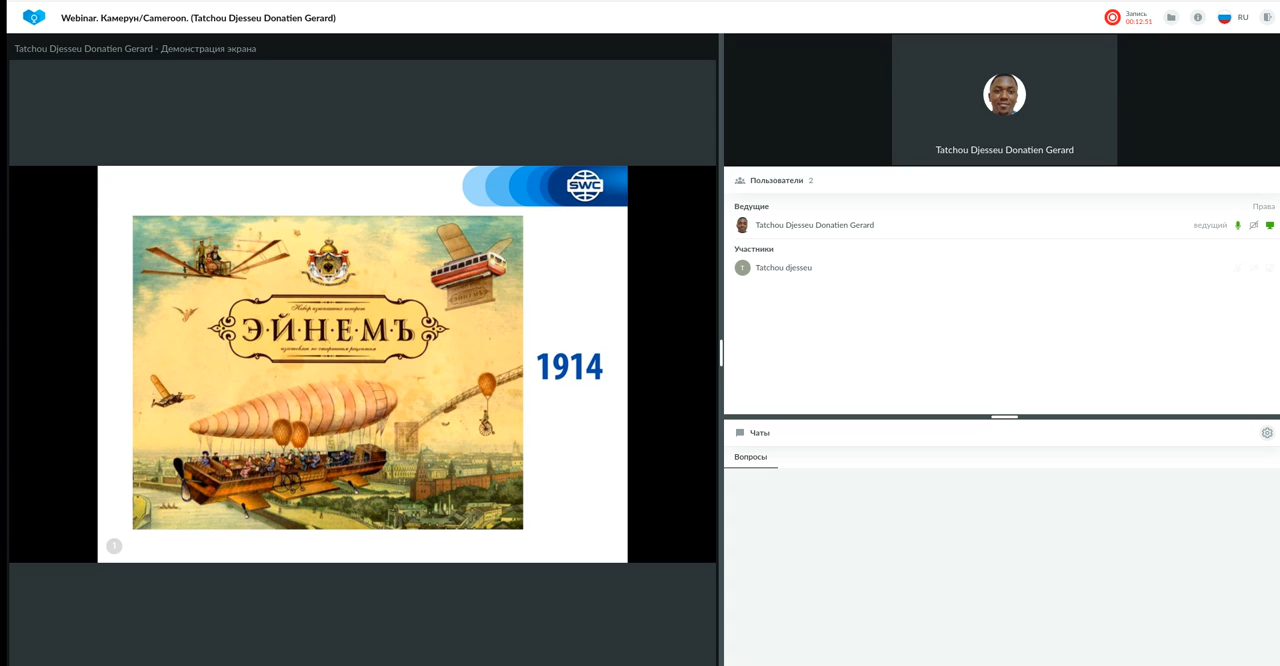 Webinar. Камерун/Cameroon. (Tatchou Djesseu Donatien Gerard)
Запись
00:12:51
RU
Tatchou Djesseu Donatien Gerard - Демонстрация экрана
SWC
Э·Й·Н·Е·М·Ъ
1914
1
Tatchou Djesseu Donatien Gerard
Пользователи 2
Ведущие Права
Tatchou Djesseu Donatien Gerard ведущий
Участники
T Tatchou djesseu
Чаты
Вопросы